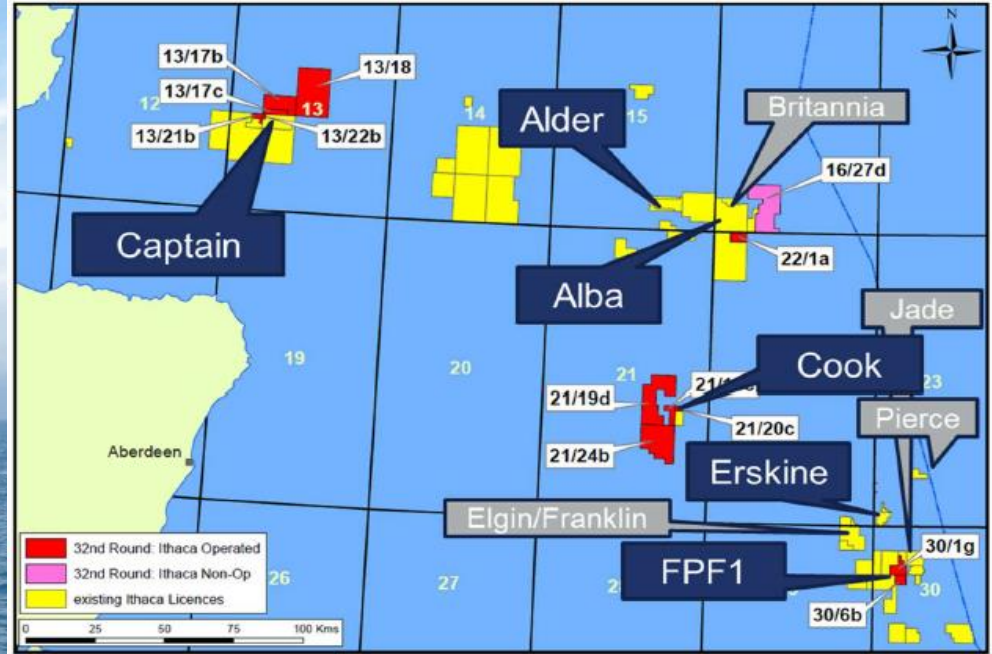 N
13/17b
13/18
13/17c
12
13
14
15
13/21b
13/22b
Alder
Britannia
16/27d
Captain
22/1a
Alba
Jade
19
20
21
Cook
23
21/19d
21/20c
Pierce
21/24b
Aberdeen
Erskine
Elgin/Franklin
30/1g
FPF1
30
26
27
30/6b
32nd Round: Ithaca Operated
32nd Round: Ithaca Non-Op
existing Ithaca Licences
0 25 50 75 100 Kms